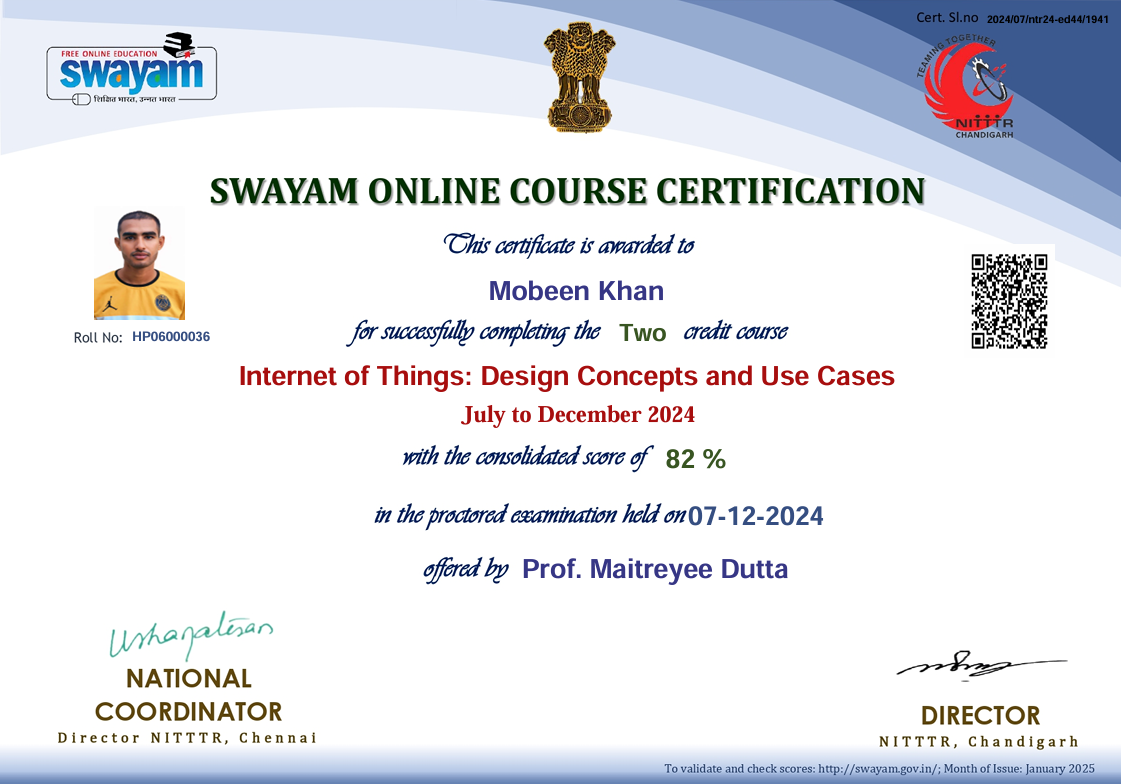 Cert. Sl.no 2024/07/ntr24-ed44/1941
FREE ONLINE EDUCATION
swayam
शिक्षित भारत, उन्नत भारत
TEAMING TOGETHER
NITTTR
CHANDIGARH
SWAYAM ONLINE COURSE CERTIFICATION
This certificate is awarded to
Mobeen Khan
for successfully completing the Two credit course
Roll No: HP06000036
Internet of Things: Design Concepts and Use Cases
July to December 2024
with the consolidated score of 82 %
in the proctored examination held on 07-12-2024
offered by Prof. Maitreyee Dutta
Ushanatesan
NATIONAL
COORDINATOR
Director NITTTR, Chennai
DIRECTOR
NITTTR, Chandigarh
To validate and check scores: http://swayam.gov.in/; Month of Issue: January 2025